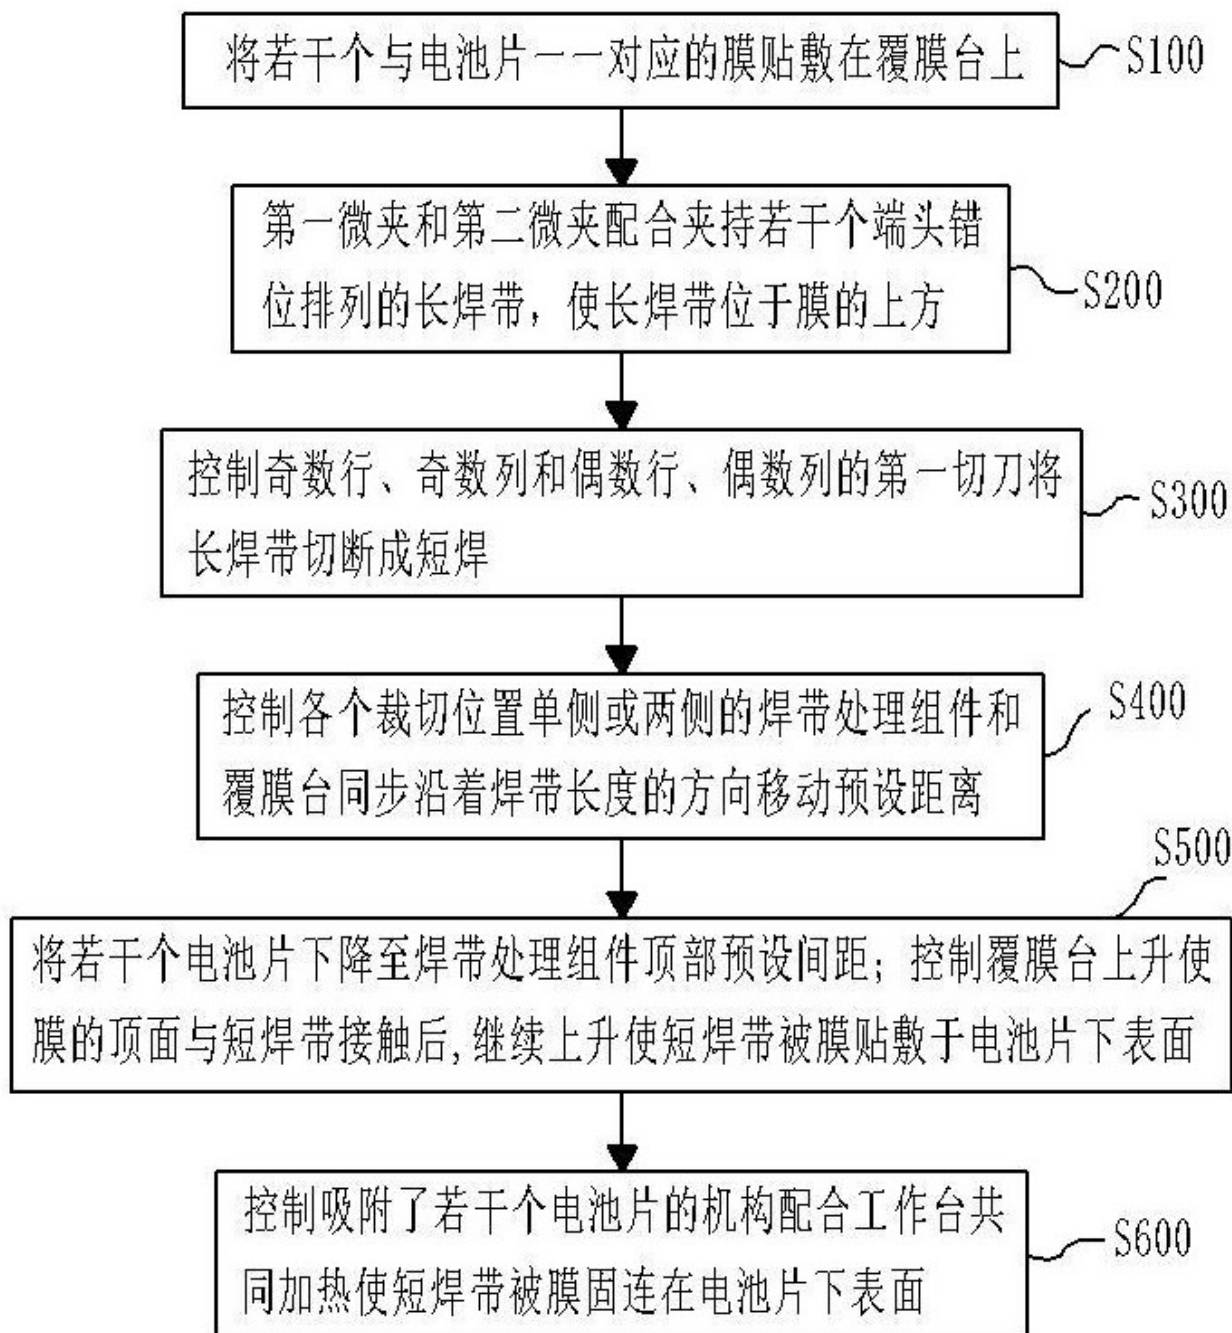 将若干个与电池片一一对应的膜贴敷在覆膜台上
S100
第一微夹和第二微夹配合夹持若干个端头错
位排列的长焊带，使长焊带位于膜的上方
S200
控制奇数行、奇数列和偶数行、偶数列的第一切刀将
长焊带切断成短焊
S300
控制各个裁切位置单侧或两侧的焊带处理组件和
覆膜台同步沿着焊带长度的方向移动预设距离
S400
S500
将若干个电池片下降至焊带处理组件顶部预设间距；控制覆膜台上升使
膜的顶面与短焊带接触后,继续上升使短焊带被膜贴敷于电池片下表面
控制吸附了若干个电池片的机构配合工作台共
同加热使短焊带被膜固连在电池片下表面
S600